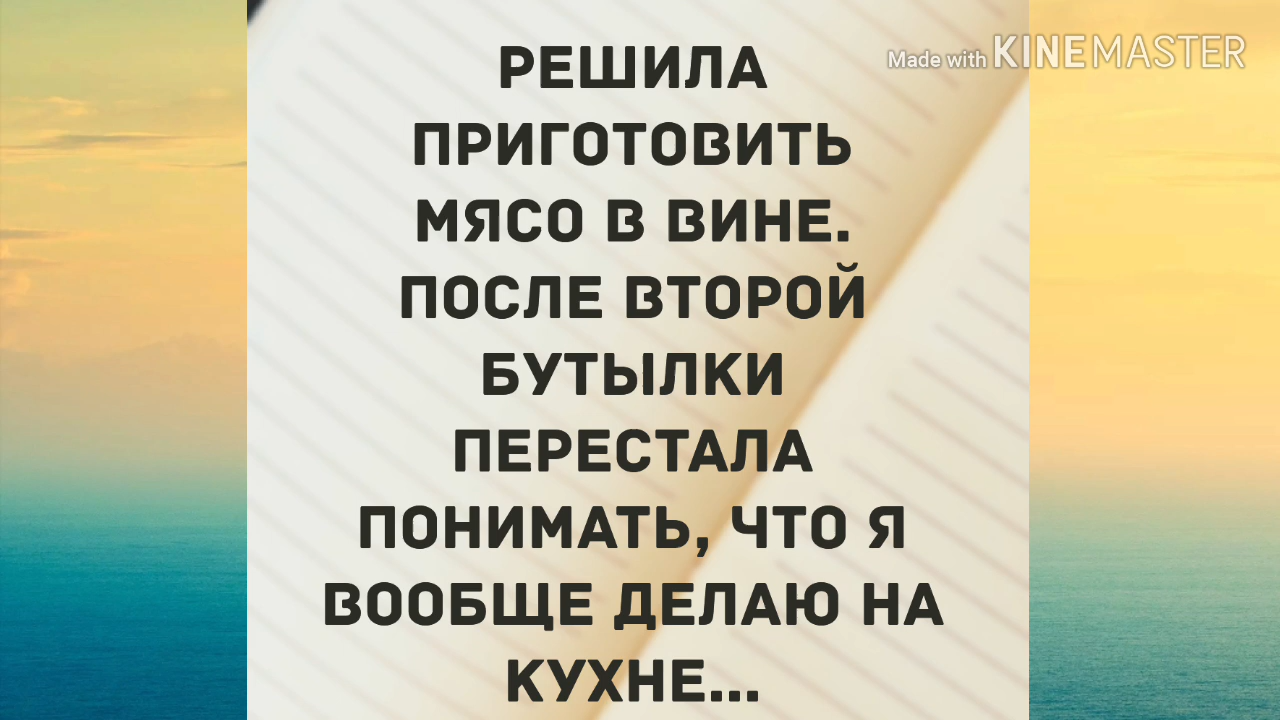 Made with KINEMASTER
РЕШИЛА
ПРИГОТОВИТЬ
МЯСО В ВИНЕ.
ПОСЛЕ ВТОРОЙ
БУТЫЛКИ
ПЕРЕСТАЛА
ПОНИМАТЬ, ЧТО Я
ВООБЩЕ ДЕЛАЮ НА
КУХНЕ...